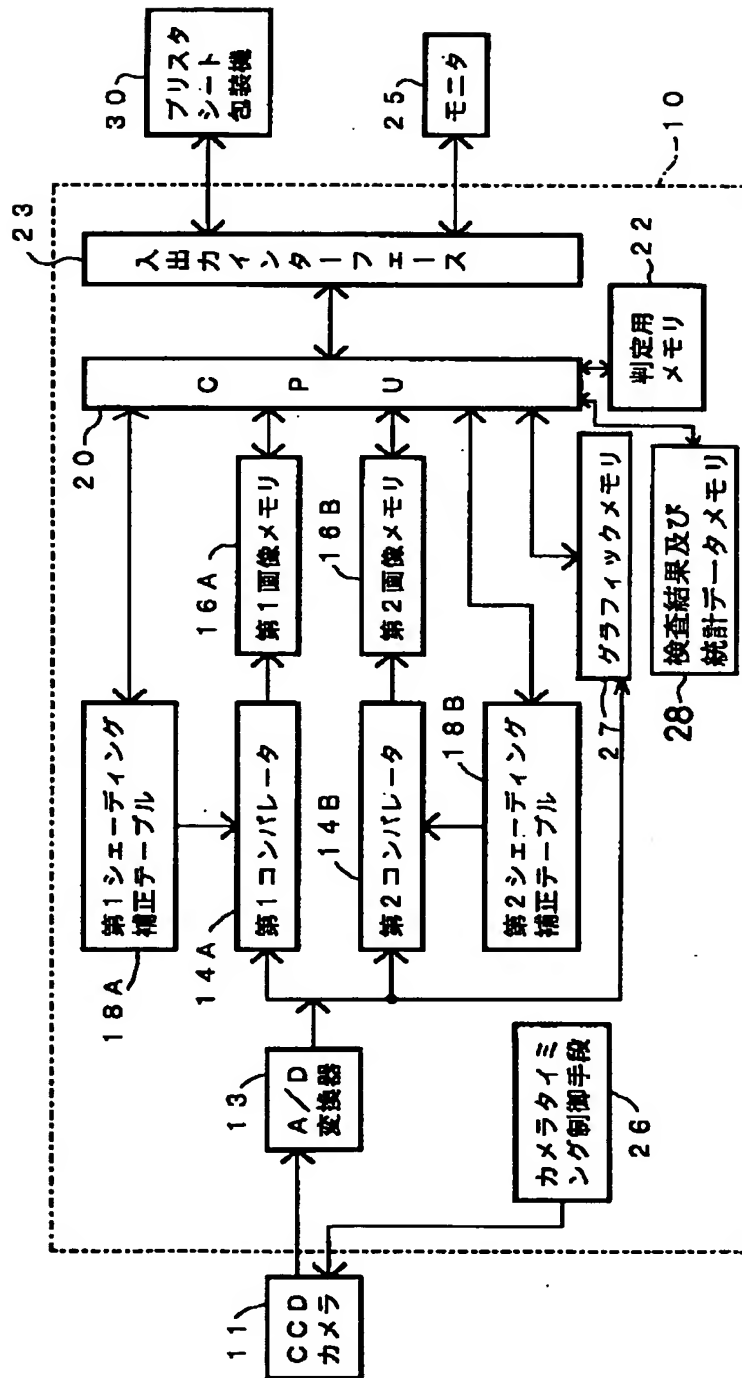 11
CCD
カメラ
13
A/D
変換器
カメラタイミ
ング制御手段
26
18A
第1シェーディング
補正テーブル
14A
第1コンパレータ
14B
第2コンパレータ
18B
第2シェーディング
補正テーブル
16A
第1画像メモリ
16B
第2画像メモリ
27
グラフィックメモリ
28
検査結果及び
統計データメモリ
20
CPU
22
判定用
メモリ
23
入出力インターフェース
30
ブリスタ
シート
包装機
25
モニタ
10